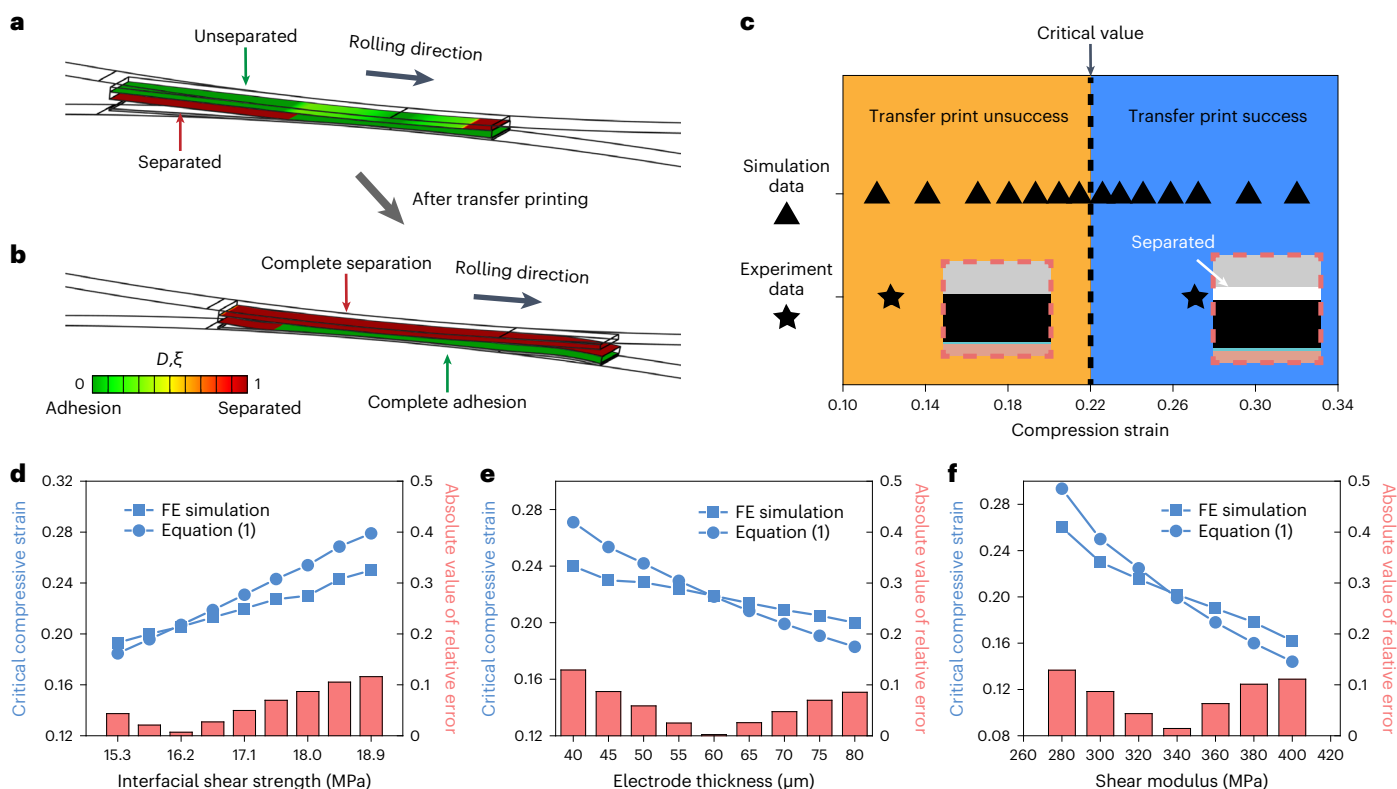 a
Unseparated
Rolling direction
Separated
After transfer printing
b
Complete separation
Rolling direction
D,ξ
0
1
Adhesion
Separated
Complete adhesion
c
Critical value
Transfer print unsuccess
Transfer print success
Simulation
data
Experiment
data
Separated
0.10
0.14
0.18
0.22
0.26
0.30
0.34
Compression strain
d
Critical compressive strain
0.32
0.28
0.24
0.20
0.16
0.12
FE simulation
Equation (1)
0.5
0.4
0.3
0.2
0.1
0
Absolute value of relative error
15.3
16.2
17.1
18.0
18.9
Interfacial shear strength (MPa)
e
Critical compressive strain
0.28
0.24
0.20
0.16
0.12
FE simulation
Equation (1)
0.5
0.4
0.3
0.2
0.1
0
Absolute value of relative error
40
45
50
55
60
65
70
75
80
Electrode thickness (μm)
f
Critical compressive strain
0.28
0.24
0.20
0.16
0.12
0.08
FE simulation
Equation (1)
0.5
0.4
0.3
0.2
0.1
0
Absolute value of relative error
260
280
300
320
340
360
380
400
420
Shear modulus (MPa)